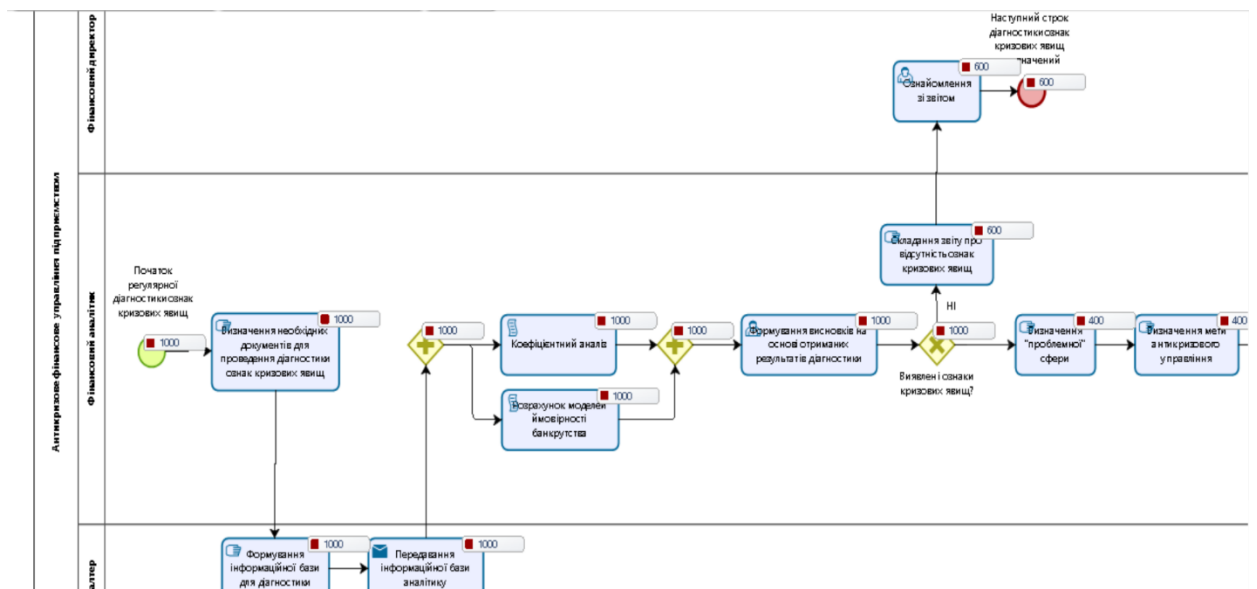 Антикризове фінансове управління підприємством
Фінансовий директор
Наступний строк
діагностики ознак
кризових явищ
600
Ознайомлення
зі звітом
600
Фінансовий аналітик
600
Складання звіту про
відсутність ознак
кризових явищ
НІ
Початок
регулярної
діагностики ознак
кризових явищ
1000
1000
Визначення необхідних
документів для
проведення діагностики
ознак кризових явищ
1000
1000
Коефіцієнтний аналіз
1000
1000
Розрахунок моделей
ймовірності
банкрутства
1000
Формування висновків на
основі отриманих
результатів діагностики
1000
Виявлені ознаки
кризових явищ?
400
Визначення
"проблемної"
сфери
400
Визначення мети
антикризового
управління
алтер
1000
Формування
інформаційної бази
для діагностики
1000
Передавання
інформаційної бази
аналітику